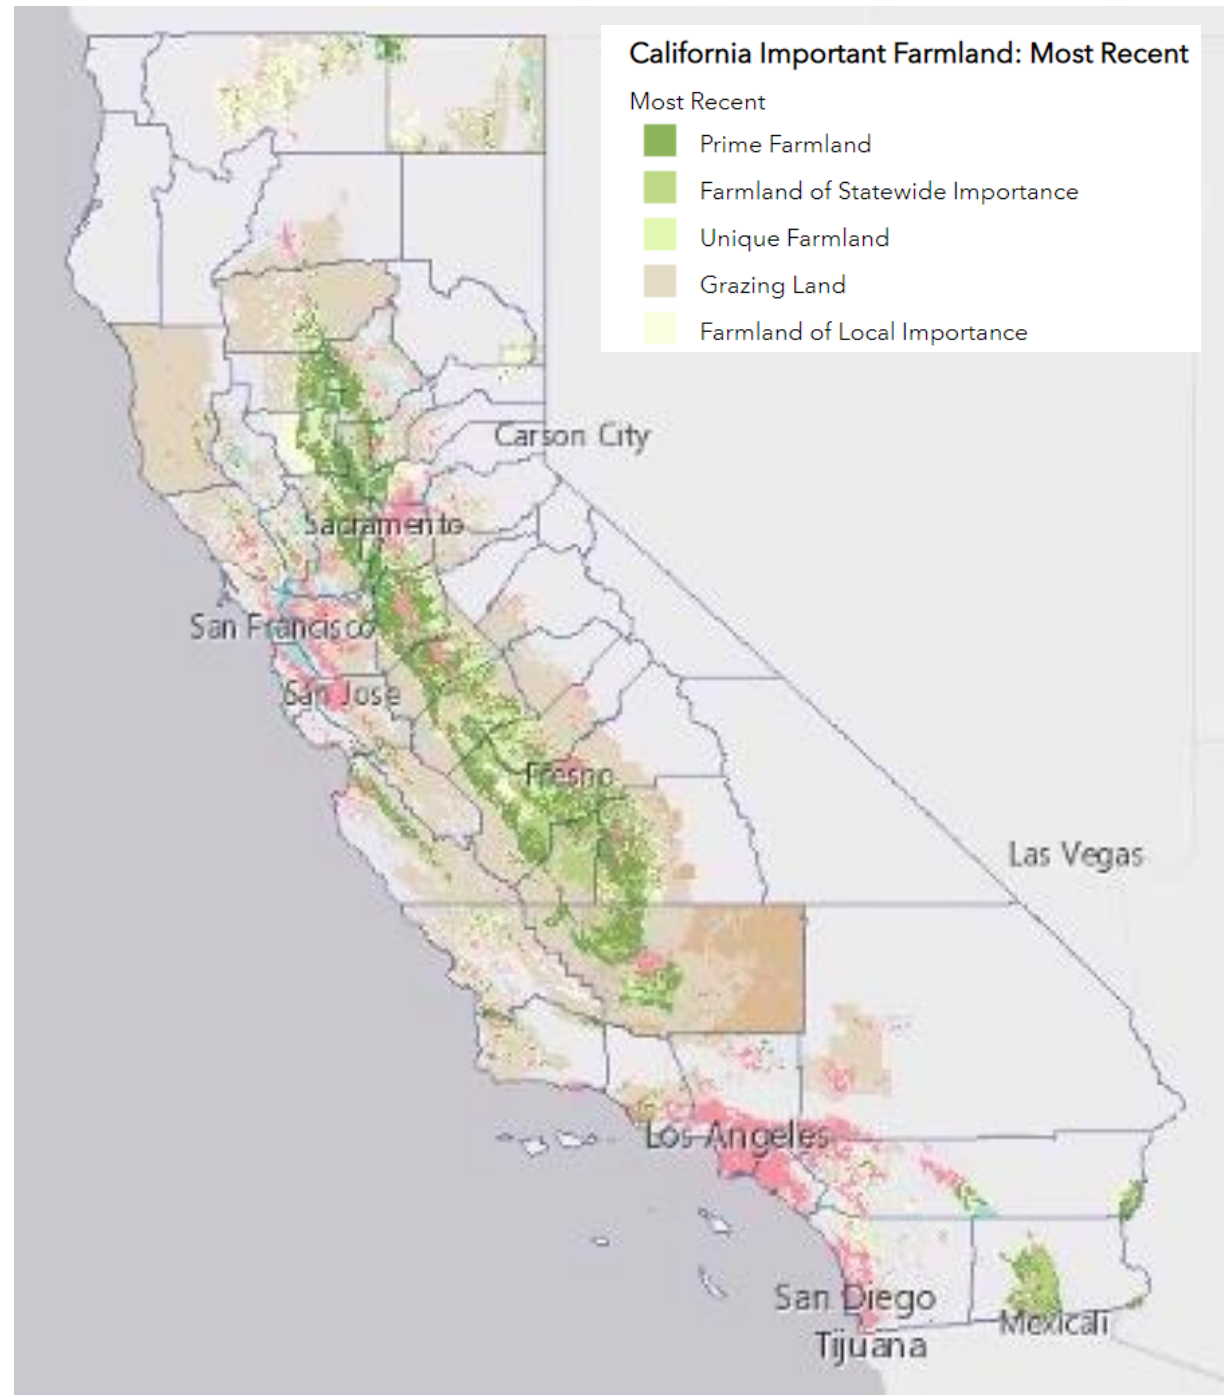 California Important Farmland: Most Recent
Most Recent
Prime Farmland
Farmland of Statewide Importance
Unique Farmland
Grazing Land
Farmland of Local Importance
Carson City
Sacramento
San Francisco
San Jose
Fresno
Las Vegas
Los Angeles
San Diego
Mexicali
Tijuana